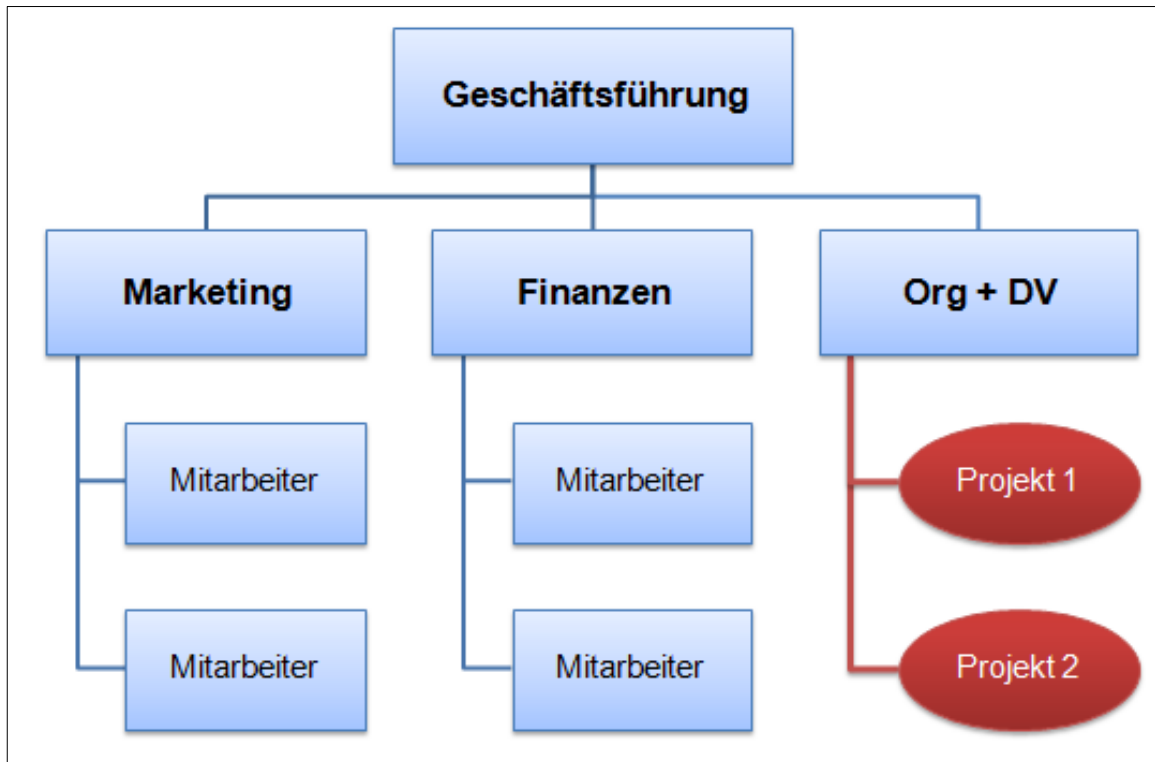 Geschäftsführung
Marketing
Finanzen
Org + DV
Mitarbeiter
Mitarbeiter
Projekt 1
Mitarbeiter
Mitarbeiter
Projekt 2